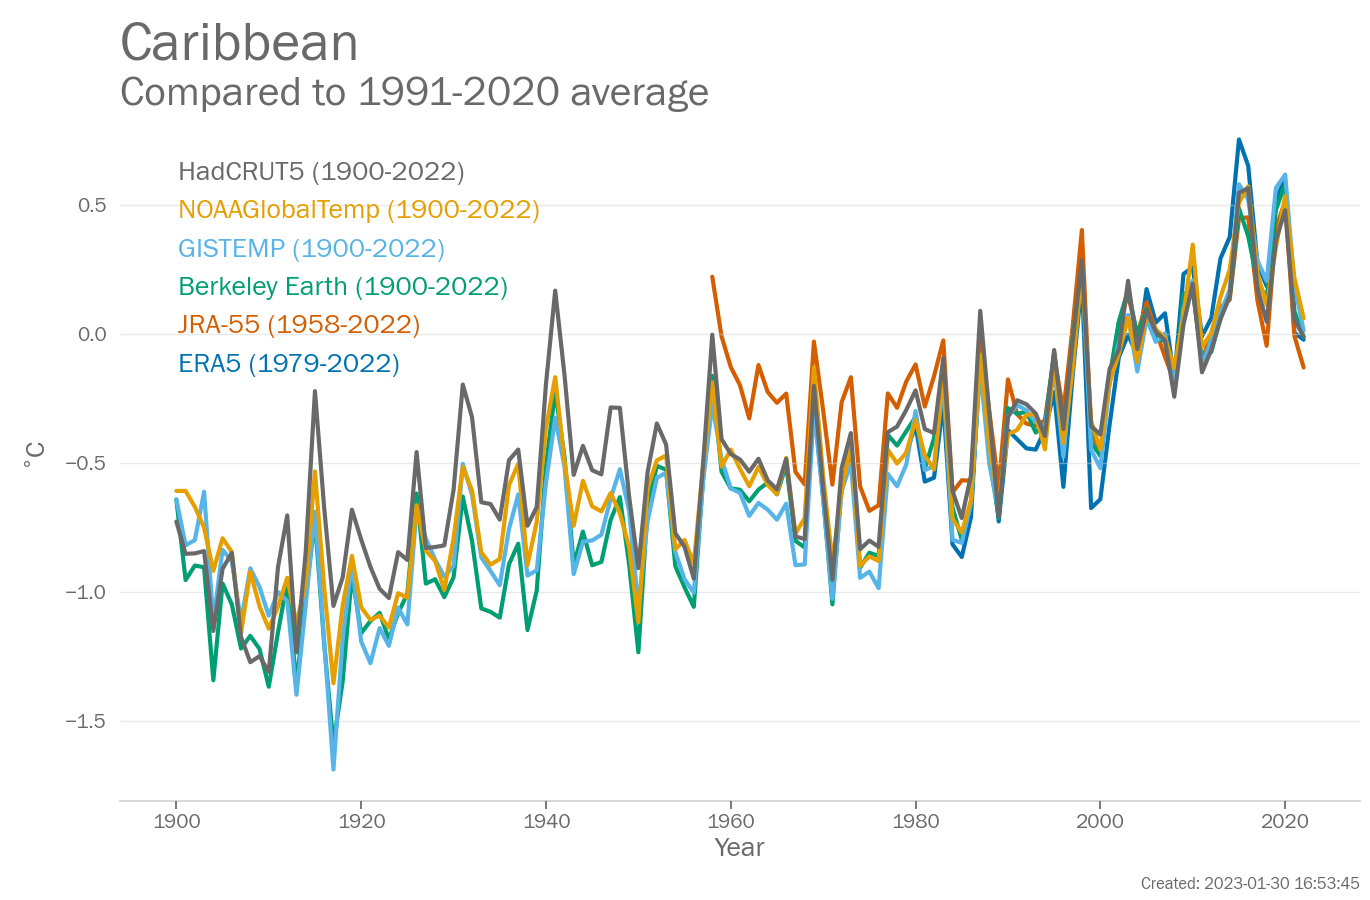 Caribbean
Compared to 1991-2020 average
HadCRUT5 (1900-2022)
NOAAGlobalTemp (1900-2022)
GISTEMP (1900-2022)
Berkeley Earth (1900-2022)
JRA-55 (1958-2022)
ERA5 (1979-2022)
0.5
0.0
−0.5
−1.0
−1.5
°C
1900 1920 1940 1960 1980 2000 2020
Year
Created: 2023-01-30 16:53:45